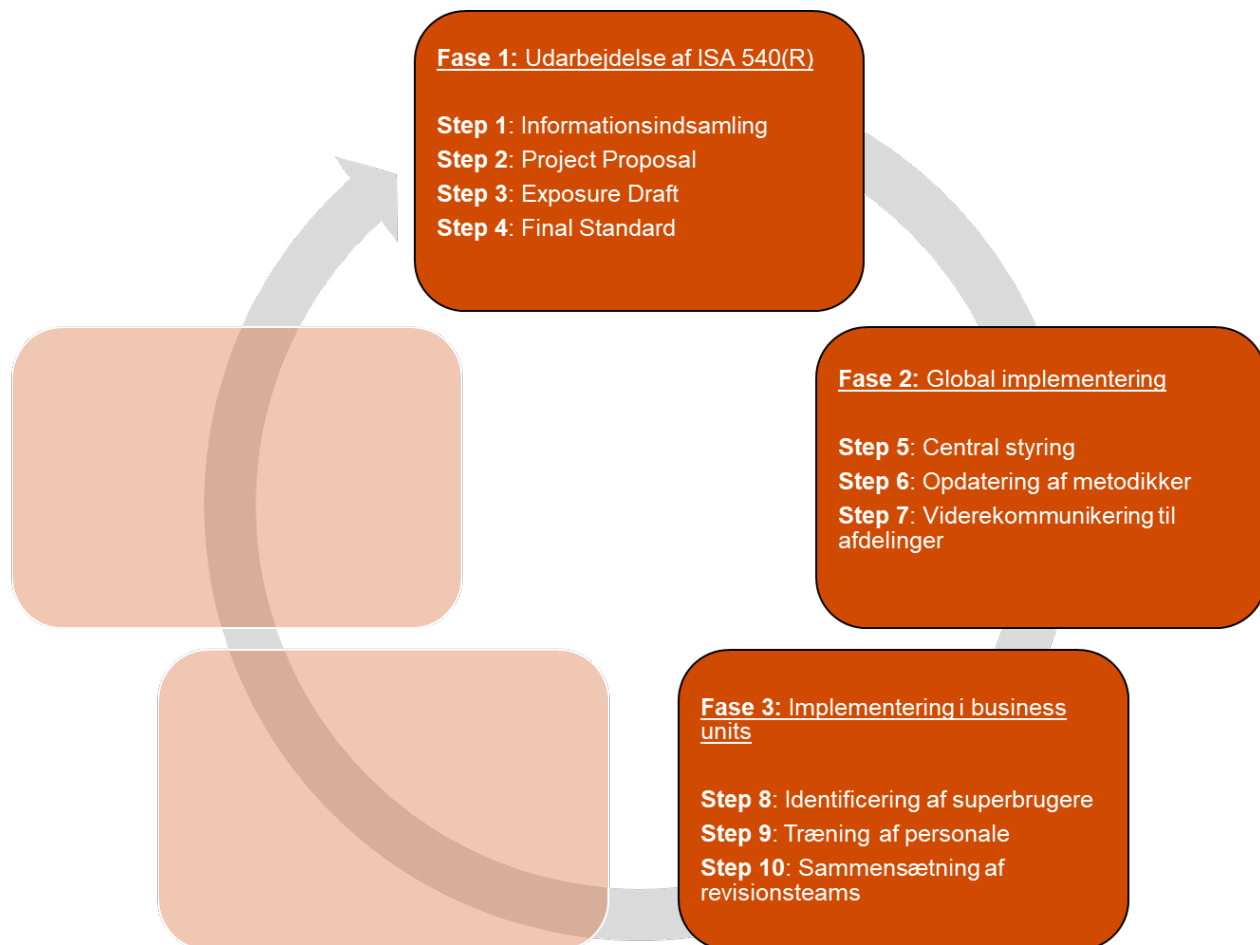 Fase 1: Udarbejdelse af ISA 540(R)
Step 1: Informationsindsamling
Step 2: Project Proposal
Step 3: Exposure Draft
Step 4: Final Standard
Fase 2: Global implementering
Step 5: Central styring
Step 6: Opdatering af metodikker
Step 7: Viderekommunikering til
afdelinger
Fase 3: Implementering i business
units
Step 8: Identificering af superbrugere
Step 9: Træning af personale
Step 10: Sammensætning af
revisionsteams